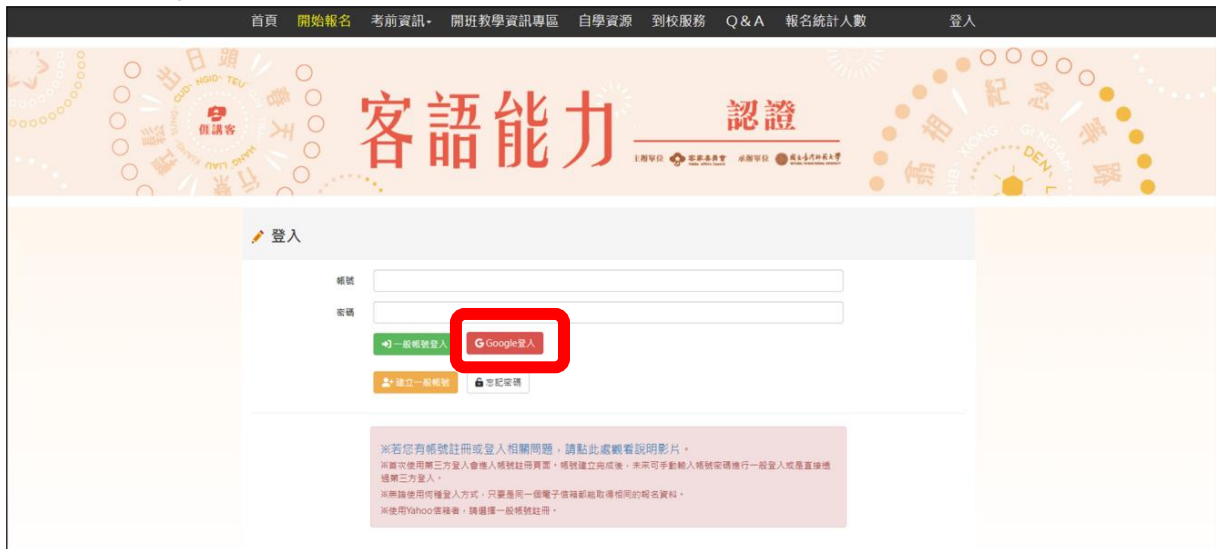 首頁 開始報名 考前資訊 開班教學資訊專區 自學資源 到校服務 Q&A 報名統計人數 登入
客語能力 認證
𠊎講客
登入
帳號
密碼
一般帳號登入 Google登入
建立一般帳號 忘記密碼
※若您有帳號註冊或登入相關問題,請點此處觀看說明影片。
※首次使用第三方登入會進入帳號註冊頁面。帳號建立完成後,未來可手動輸入帳號密碼進行一般登入或是直接透
過第三方登入。
※無論使用何種登入方式,只要是同一個電子信箱都能取得相同的報名資料。
※使用Yahoo信箱者,請選擇一般帳號註冊。